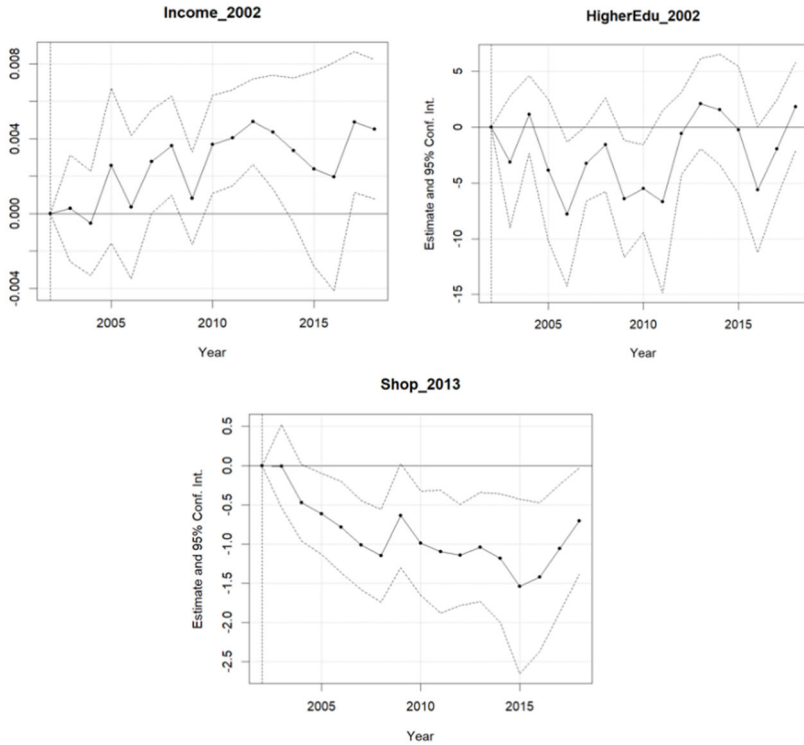 Income_2002
0.008
0.004
0.000
-0.004
2005 2010 2015
Year
HigherEdu_2002
Estimate and 95% Conf. Int.
5
0
-5
-10
-15
2005 2010 2015
Year
Shop_2013
Estimate and 95% Conf. Int.
0.5
0.0
-0.5
-1.0
-1.5
-2.0
-2.5
2005 2010 2015
Year